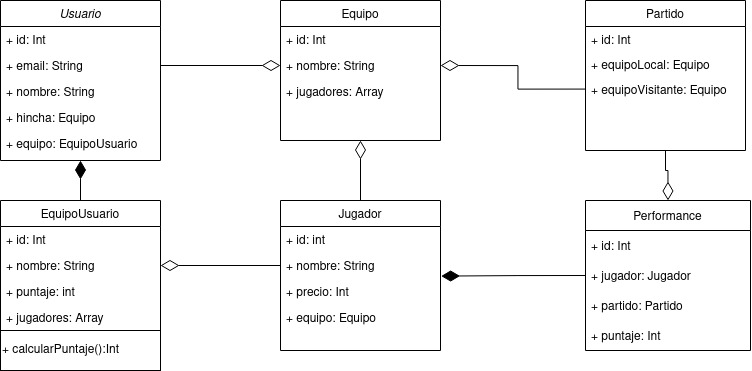 Usuario
+ id: Int
+ email: String
+ nombre: String
+ hincha: Equipo
+ equipo: EquipoUsuario
Equipo
+ id: Int
+ nombre: String
+ jugadores: Array
Partido
+ id: Int
+ equipoLocal: Equipo
+ equipoVisitante: Equipo
EquipoUsuario
+ id: Int
+ nombre: String
+ puntaje: int
+ jugadores: Array
+ calcularPuntaje():Int
Jugador
+ id: int
+ nombre: String
+ precio: Int
+ equipo: Equipo
Performance
+ id: Int
+ jugador: Jugador
+ partido: Partido
+ puntaje: Int